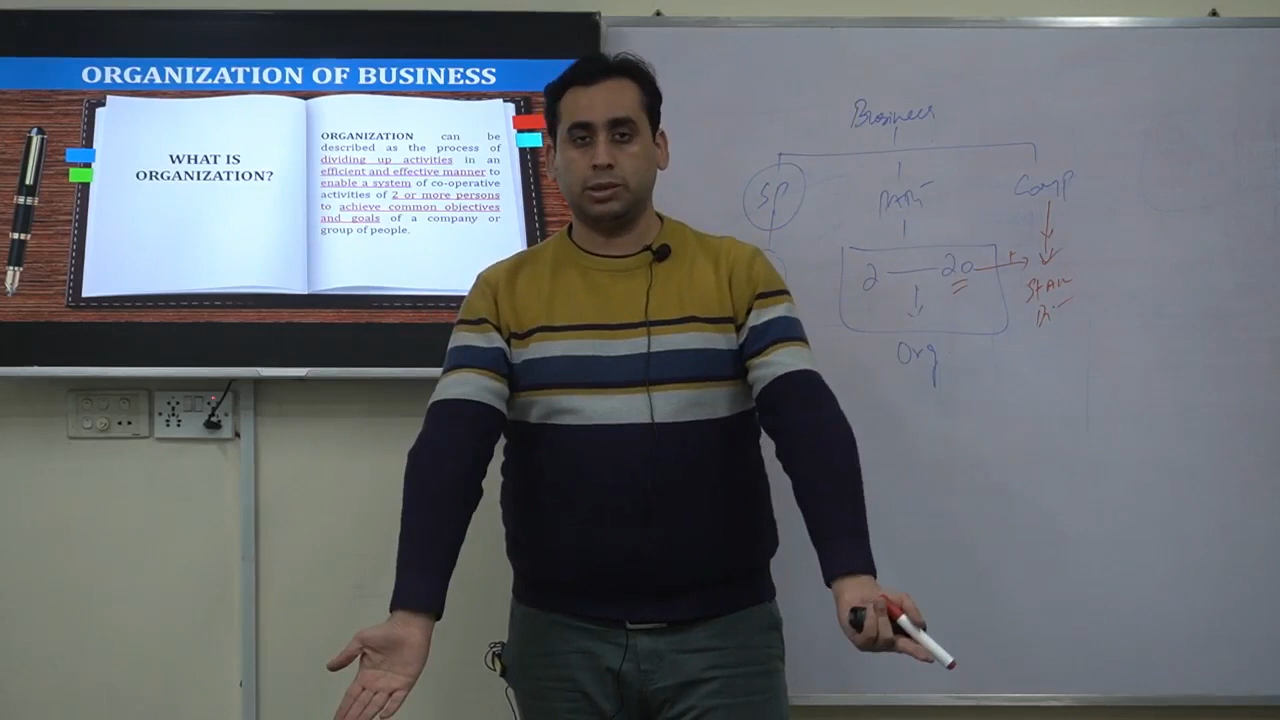 ORGANIZATION OF BUSINESS
WHAT IS
ORGANIZATION?
ORGANIZATION can be
described as the process of
dividing up activities in an
efficient and effective manner to
enable a system of co-operative
activities of 2 or more persons
to achieve common objectives
and goals of a company or
group of people.
Business
SP
Comp
2 — 20
Org